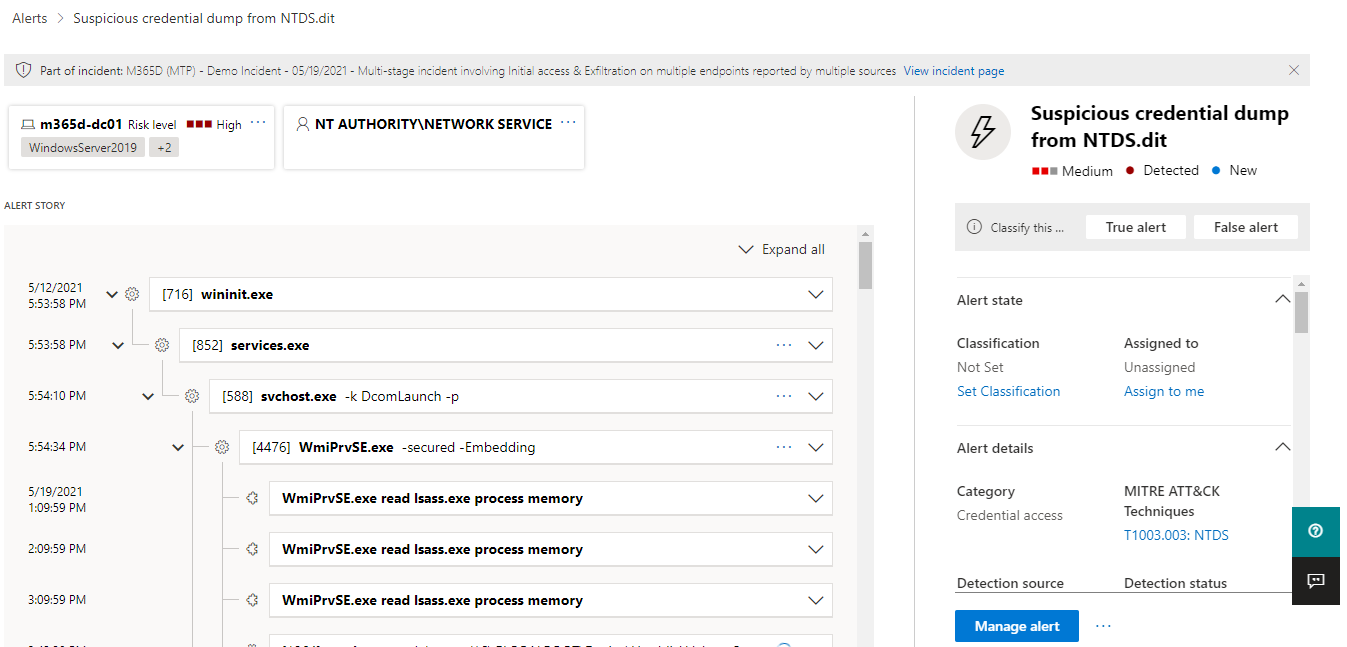 Alerts > Suspicious credential dump from NTDS.dit
Part of incident: M365D (MTP) - Demo Incident - 05/19/2021 - Multi-stage incident involving Initial access & Exfiltration on multiple endpoints reported by multiple sources View incident page
m365d-dc01 Risk level High ...
WindowsServer2019 +2
NT AUTHORITY\NETWORK SERVICE ...
ALERT STORY
Expand all
5/12/2021
5:53:58 PM
[716] wininit.exe
5:53:58 PM
[852] services.exe ...
5:54:10 PM
[588] svchost.exe -k DcomLaunch -p ...
5:54:34 PM
[4476] WmiPrvSE.exe -secured -Embedding ...
5/19/2021
1:09:59 PM
WmiPrvSE.exe read lsass.exe process memory
2:09:59 PM
WmiPrvSE.exe read lsass.exe process memory
3:09:59 PM
WmiPrvSE.exe read lsass.exe process memory
Suspicious credential dump
from NTDS.dit
Medium Detected New
Classify this ... True alert False alert
Alert state
Classification Assigned to
Not Set Unassigned
Set Classification Assign to me
Alert details
Category MITRE ATT&CK
Techniques
Credential access
T1003.003: NTDS
Detection source Detection status
Manage alert ...